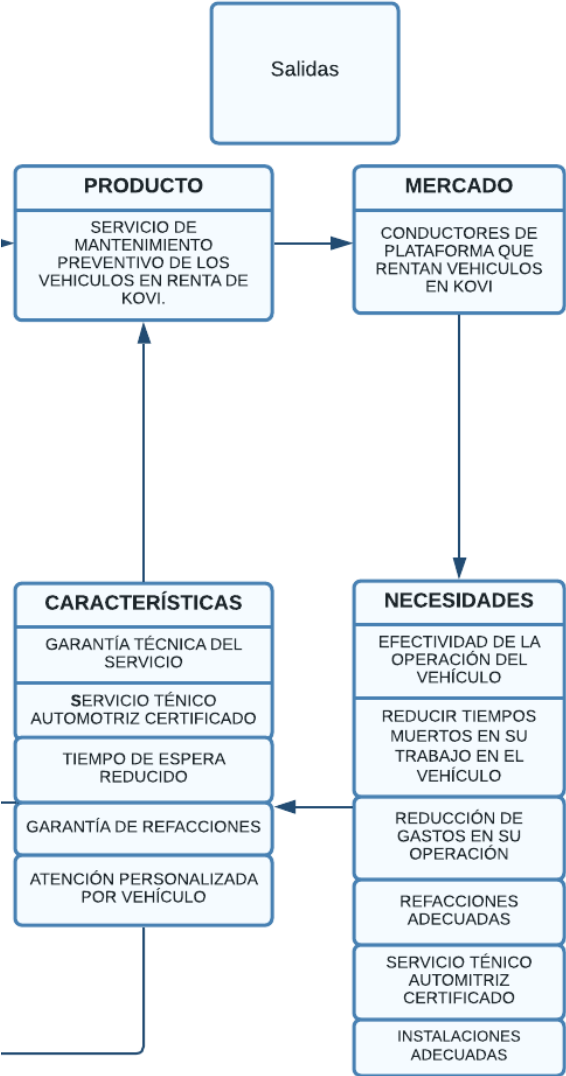 Salidas
PRODUCTO
SERVICIO DE
MANTENIMIENTO
PREVENTIVO DE LOS
VEHICULOS EN RENTA DE
KOVI.
MERCADO
CONDUCTORES DE
PLATAFORMA QUE
RENTAN VEHICULOS
EN KOVI
CARACTERÍSTICAS
GARANTÍA TÉCNICA DEL
SERVICIO
SERVICIO TÉNICO
AUTOMOTRIZ CERTIFICADO
TIEMPO DE ESPERA
REDUCIDO
GARANTÍA DE REFACCIONES
ATENCIÓN PERSONALIZADA
POR VEHÍCULO
NECESIDADES
EFECTIVIDAD DE LA
OPERACIÓN DEL
VEHÍCULO
REDUCIR TIEMPOS
MUERTOS EN SU
TRABAJO EN EL
VEHÍCULO
REDUCCIÓN DE
GASTOS EN SU
OPERACIÓN
REFACCIONES
ADECUADAS
SERVICIO TÉNICO
AUTOMITRIZ
CERTIFICADO
INSTALACIONES
ADECUADAS